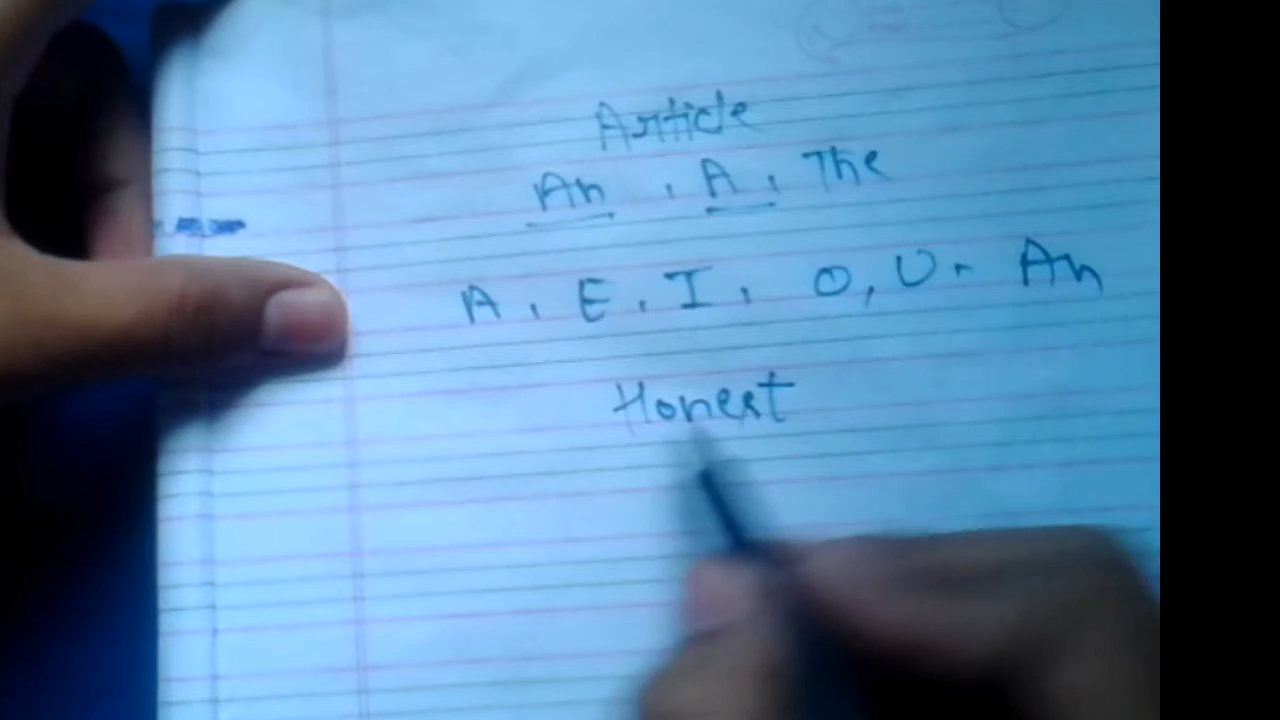 Article
An, A, The
A, E, I, O, U. An
Honest